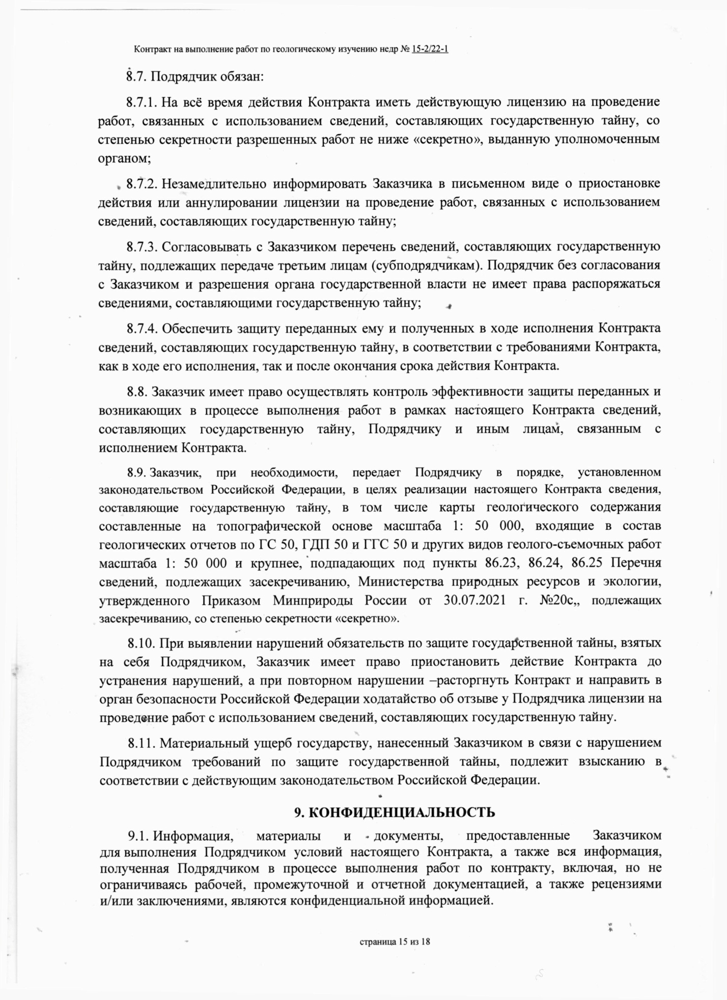 Контракт на выполнение работ по геологическому изучению недр № 15-2/22-1
8.7. Подрядчик обязан:
8.7.1. На всё время действия Контракта иметь действующую лицензию на проведение
работ, связанных с использованием сведений, составляющих государственную тайну, со
степенью секретности разрешенных работ не ниже «секретно», выданную уполномоченным
органом;
8.7.2. Незамедлительно информировать Заказчика в письменном виде о приостановке
действия или аннулировании лицензии на проведение работ, связанных с использованием
сведений, составляющих государственную тайну;
8.7.3. Согласовывать с Заказчиком перечень сведений, составляющих государственную
тайну, подлежащих передаче третьим лицам (субподрядчикам). Подрядчик без согласования
с Заказчиком и разрешения органа государственной власти не имеет права распоряжаться
сведениями, составляющими государственную тайну;
8.7.4. Обеспечить защиту переданных ему и полученных в ходе исполнения Контракта
сведений, составляющих государственную тайну, в соответствии с требованиями Контракта,
как в ходе его исполнения, так и после окончания срока действия Контракта.
8.8. Заказчик имеет право осуществлять контроль эффективности защиты переданных и
возникающих в процессе выполнения работ в рамках настоящего Контракта сведений,
составляющих государственную тайну, Подрядчику и иным лицам, связанным с
исполнением Контракта.
8.9. Заказчик, при необходимости, передает Подрядчику в порядке, установленном
законодательством Российской Федерации, в целях реализации настоящего Контракта сведения,
составляющие государственную тайну, в том числе карты геологического содержания
составленные на топографической основе масштаба 1: 50 000, входящие в состав
геологических отчетов по ГС 50, ГДП 50 и ГГС 50 и других видов геолого-съемочных работ
масштаба 1: 50 000 и крупнее, подпадающих под пункты 86.23, 86.24, 86.25 Перечня
сведений, подлежащих засекречиванию, Министерства природных ресурсов и экологии,
утвержденного Приказом Минприроды России от 30.07.2021 г. №20с,, подлежащих
засекречиванию, со степенью секретности «секретно».
8.10. При выявлении нарушений обязательств по защите государственной тайны, взятых
на себя Подрядчиком, Заказчик имеет право приостановить действие Контракта до
устранения нарушений, а при повторном нарушении –расторгнуть Контракт и направить в
орган безопасности Российской Федерации ходатайство об отзыве у Подрядчика лицензии на
проведение работ с использованием сведений, составляющих государственную тайну.
8.11. Материальный ущерб государству, нанесенный Заказчиком в связи с нарушением
Подрядчиком требований по защите государственной тайны, подлежит взысканию в
соответствии с действующим законодательством Российской Федерации.
9. КОНФИДЕНЦИАЛЬНОСТЬ
9.1. Информация, материалы и документы, предоставленные Заказчиком
для выполнения Подрядчиком условий настоящего Контракта, а также вся информация,
полученная Подрядчиком в процессе выполнения работ по контракту, включая, но не
ограничиваясь рабочей, промежуточной и отчетной документацией, а также рецензиями
и/или заключениями, являются конфиденциальной информацией.
страница 15 из 18